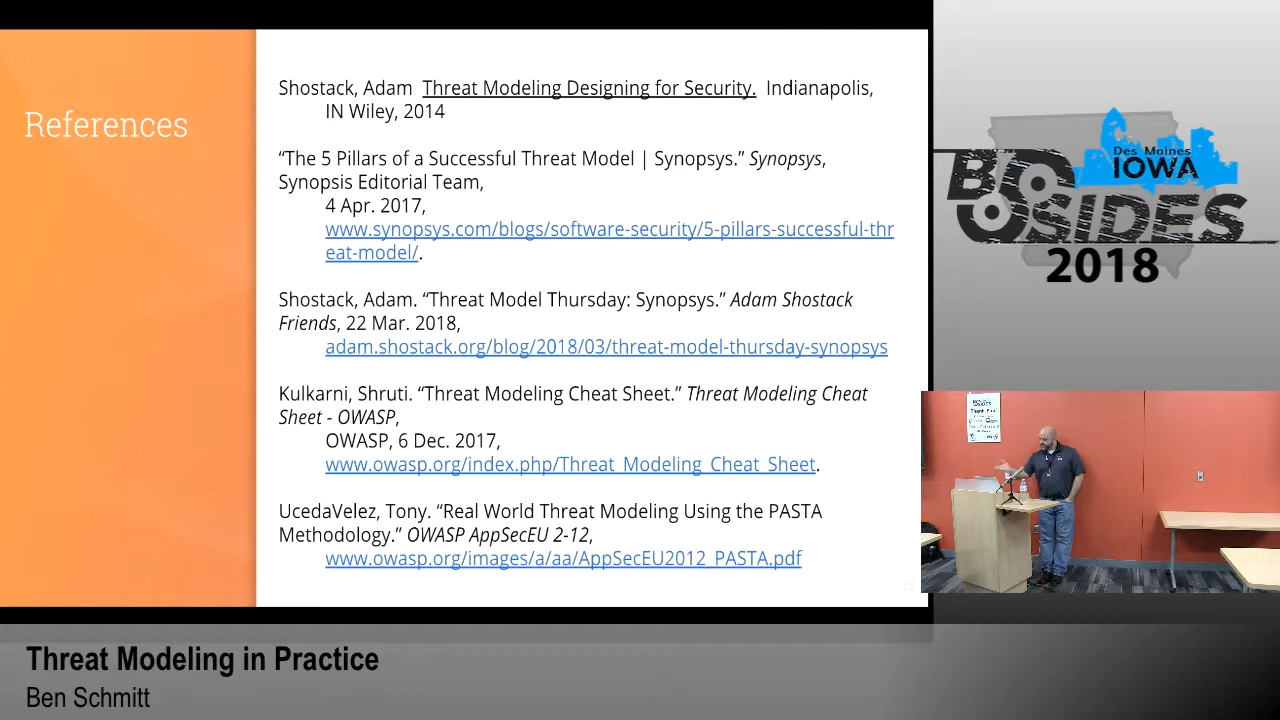 References
Shostack, Adam Threat Modeling Designing for Security. Indianapolis,
IN Wiley, 2014
“The 5 Pillars of a Successful Threat Model | Synopsys.” Synopsys,
Synopsis Editorial Team,
4 Apr. 2017,
www.synopsys.com/blogs/software-security/5-pillars-successful-thr
eat-model/.
Shostack, Adam. “Threat Model Thursday: Synopsys.” Adam Shostack
Friends, 22 Mar. 2018,
adam.shostack.org/blog/2018/03/threat-model-thursday-synopsys
Kulkarni, Shruti. “Threat Modeling Cheat Sheet.” Threat Modeling Cheat
Sheet - OWASP,
OWASP, 6 Dec. 2017,
www.owasp.org/index.php/Threat_Modeling_Cheat_Sheet.
UcedaVelez, Tony. “Real World Threat Modeling Using the PASTA
Methodology.” OWASP AppSecEU 2-12,
www.owasp.org/images/a/aa/AppSecEU2012_PASTA.pdf
Des Moines
IOWA
BSIDES
2018
Thank You!
Threat Modeling in Practice
Ben Schmitt